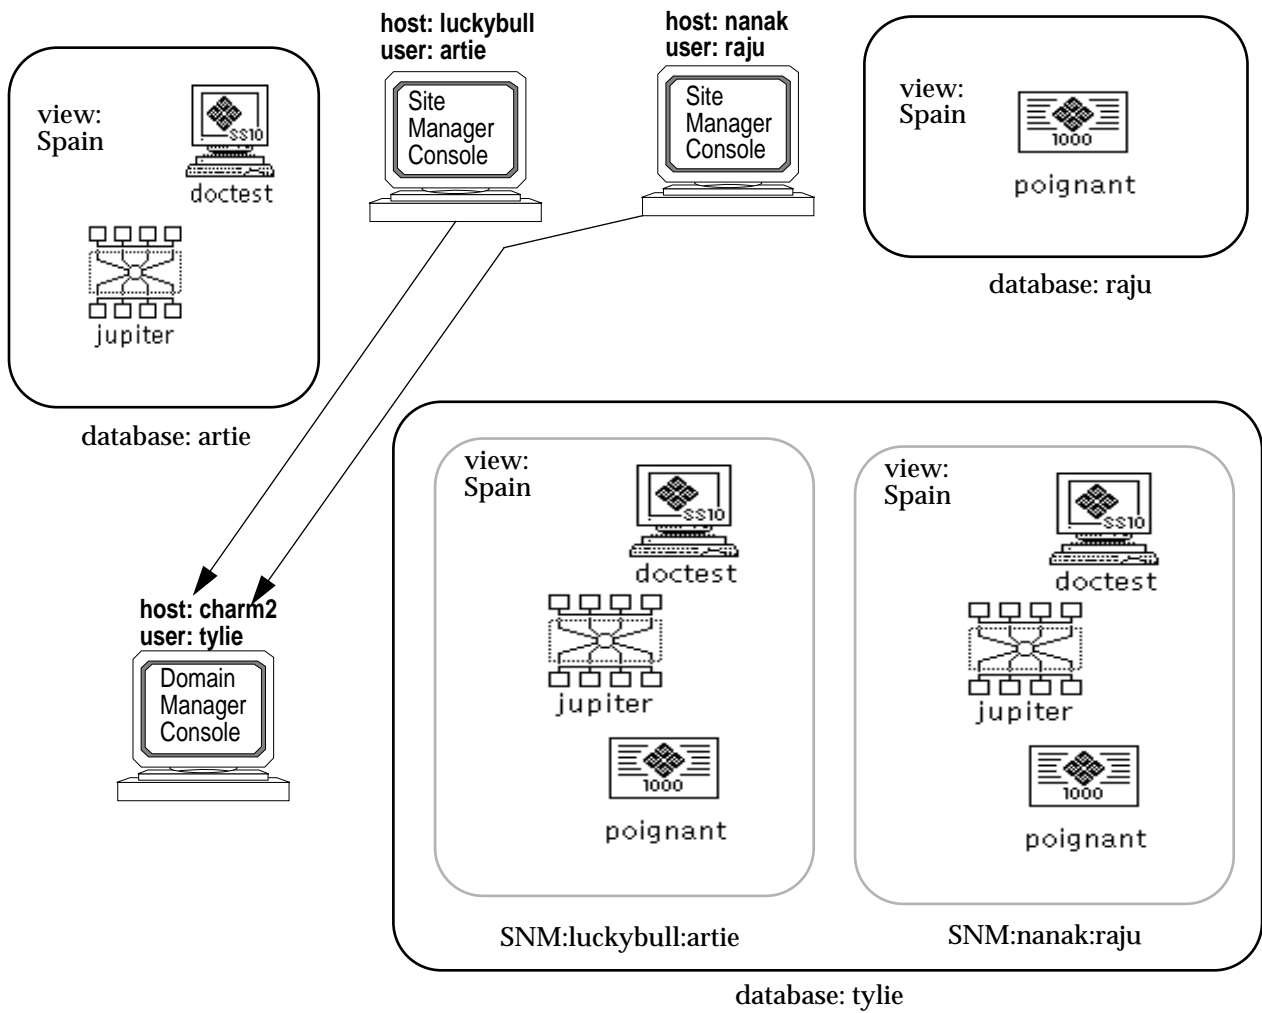 host: luckybull
user: artie
host: nanak
user: raju
Site
Manager
Console
Site
Manager
Console
view:
Spain
SS10
doctest
jupiter
database: artie
view:
Spain
1000
poignant
database: raju
host: charm2
user: tylie
Domain
Manager
Console
view:
Spain
SS10
doctest
jupiter
1000
poignant
SNM:luckybull:artie
view:
Spain
SS10
doctest
jupiter
1000
poignant
SNM:nanak:raju
database: tylie